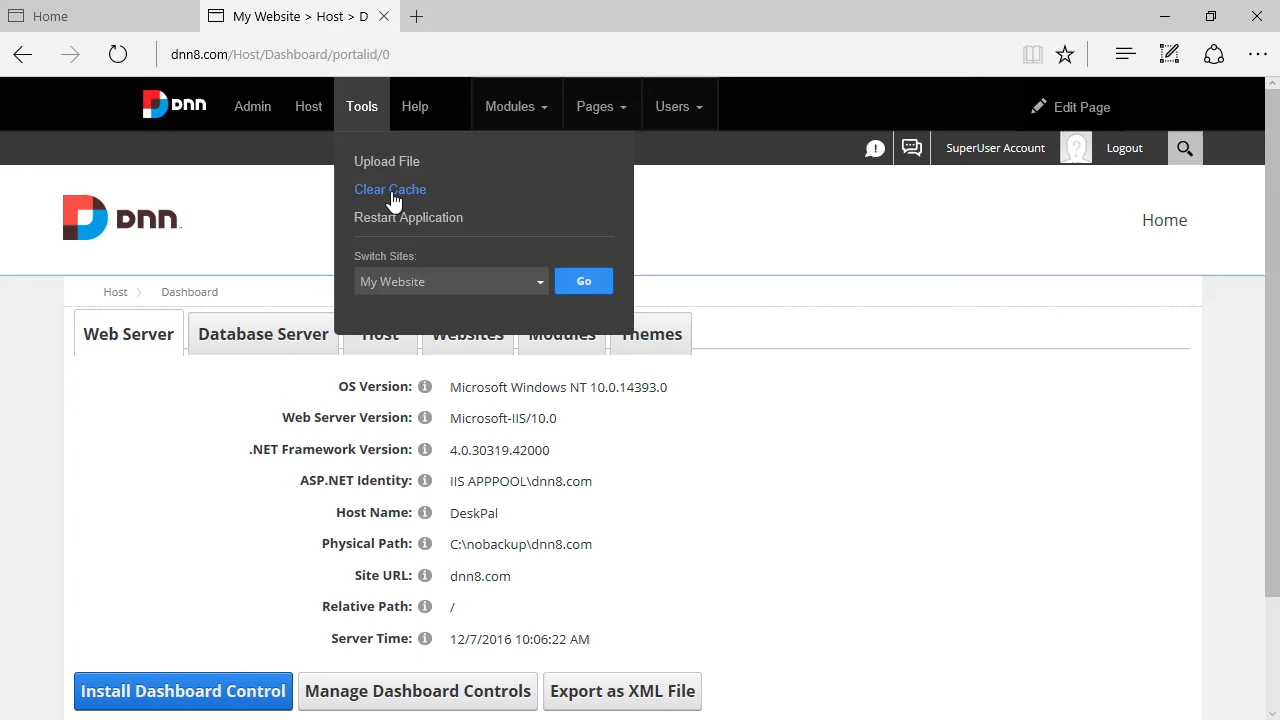 Home
My Website > Host > D
dnn8.com/Host/Dashboard/portalid/0
DNN Admin Host Tools Help Modules Pages Users Edit Page
SuperUser Account Logout
Upload File
Clear Cache
Restart Application
Switch Sites:
My Website Go
DNN
Home
Host Dashboard
Web Server Database Server Host Websites Modules Themes
OS Version: Microsoft Windows NT 10.0.14393.0
Web Server Version: Microsoft-IIS/10.0
.NET Framework Version: 4.0.30319.42000
ASP.NET Identity: IIS APPPOOL\dnn8.com
Host Name: DeskPal
Physical Path: C:\nobackup\dnn8.com
Site URL: dnn8.com
Relative Path: /
Server Time: 12/7/2016 10:06:22 AM
Install Dashboard Control Manage Dashboard Controls Export as XML File